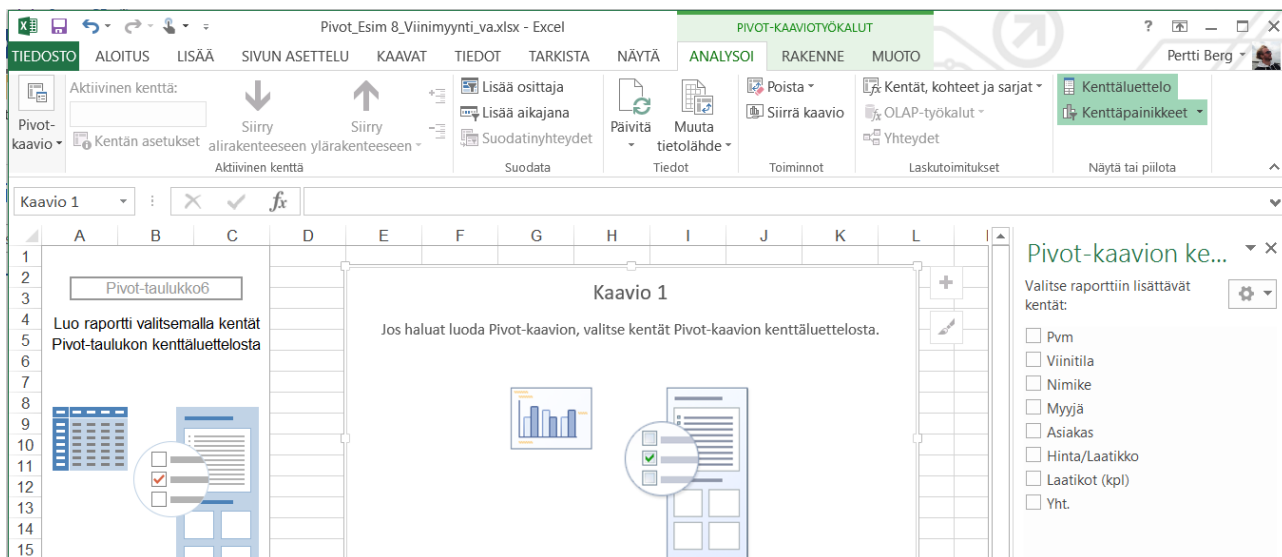 Pivot_Esim 8_Viinimyynti_va.xlsx - Excel
PIVOT-KAAVIOTYÖKALUT
?
TIEDOSTO ALOITUS LISÄÄ SIVUN ASETTELU KAAVAT TIEDOT TARKISTA NÄYTÄ ANALYSOI RAKENNE MUOTO Pertti Berg
Pivot-
kaavio
Aktiivinen kenttä:
Kentän asetukset
Siirry
alirakenteeseen
Siirry
ylärakenteeseen
Aktiivinen kenttä
Lisää osittaja
Lisää aikajana
Suodatinyhteydet
Suodata
Päivitä
Muuta
tietolähde
Tiedot
Poista
Siirrä kaavio
Toiminnot
Kentät, kohteet ja sarjat
OLAP-työkalut
Yhteydet
Laskutoimitukset
Kenttäluettelo
Kenttäpainikkeet
Näytä tai piilota
Kaavio 1
fx
A B C D E F G H I J K L
1
2
3
4
5
6
7
8
9
10
11
12
13
14
15
Pivot-taulukko6
Luo raportti valitsemalla kentät
Pivot-taulukon kenttäluettelosta
Kaavio 1
Jos haluat luoda Pivot-kaavion, valitse kentät Pivot-kaavion kenttäluettelosta.
Pivot-kaavion ke...
Valitse raporttiin lisättävät
kentät:
Pvm
Viinitila
Nimike
Myyjä
Asiakas
Hinta/Laatikko
Laatikot (kpl)
Yht.